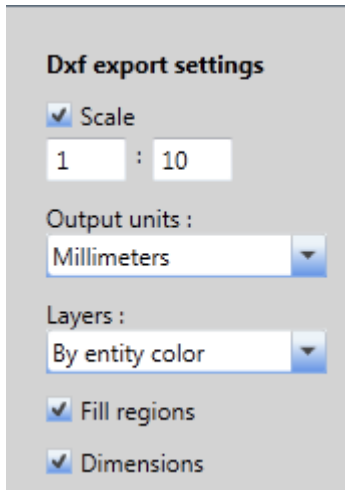 Dxf export settings
Scale
1 : 10
Output units :
Millimeters
Layers :
By entity color
Fill regions
Dimensions